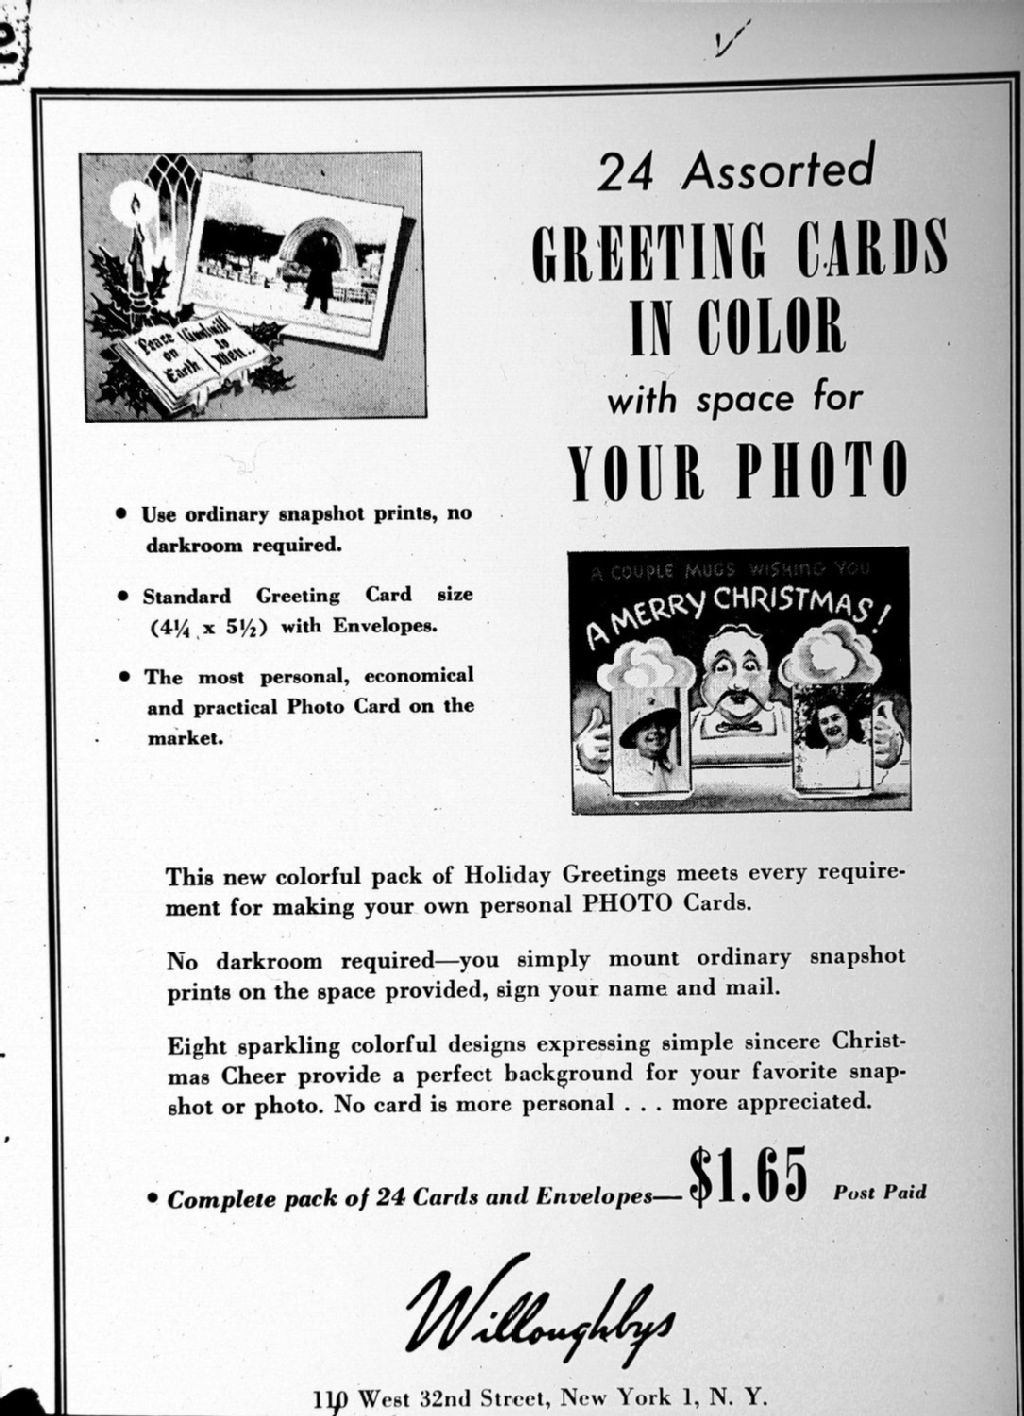 24 Assorted
GREETING CARDS
IN COLOR
with space for
YOUR PHOTO
Peace on Earth
Goodwill to Men..
• Use ordinary snapshot prints, no
darkroom required.
• Standard Greeting Card size
(4¼ x 5½) with Envelopes.
• The most personal, economical
and practical Photo Card on the
market.
A COUPLE MUGS WISHING YOU
A MERRY CHRISTMAS!
This new colorful pack of Holiday Greetings meets every require-
ment for making your own personal PHOTO Cards.
No darkroom required—you simply mount ordinary snapshot
prints on the space provided, sign your name and mail.
Eight sparkling colorful designs expressing simple sincere Christ-
mas Cheer provide a perfect background for your favorite snap-
shot or photo. No card is more personal . . . more appreciated.
• Complete pack of 24 Cards and Envelopes—$1.65 Post Paid
Willoughbys
110 West 32nd Street, New York 1, N. Y.